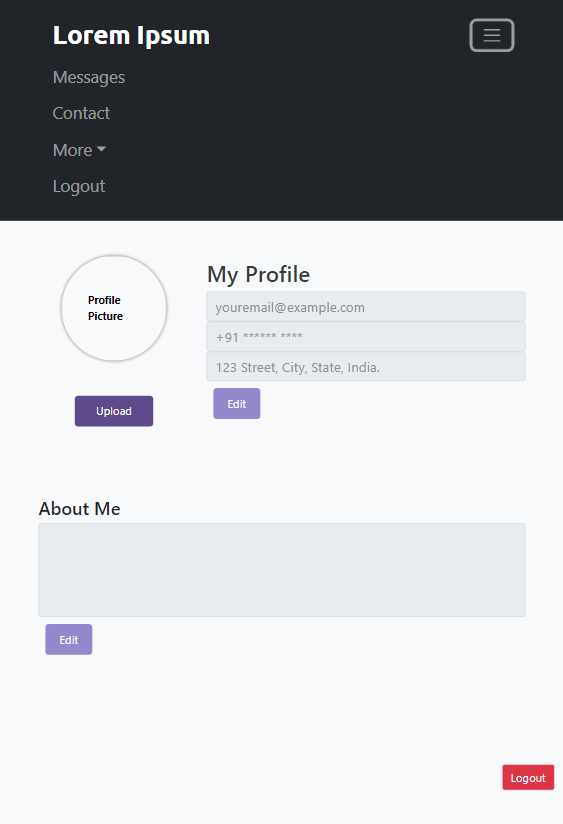 Lorem Ipsum
Messages
Contact
More
Logout
Profile
Picture
Upload
My Profile
youremail@example.com
+91 ****** ****
123 Street, City, State, India.
Edit
About Me
Edit
Logout